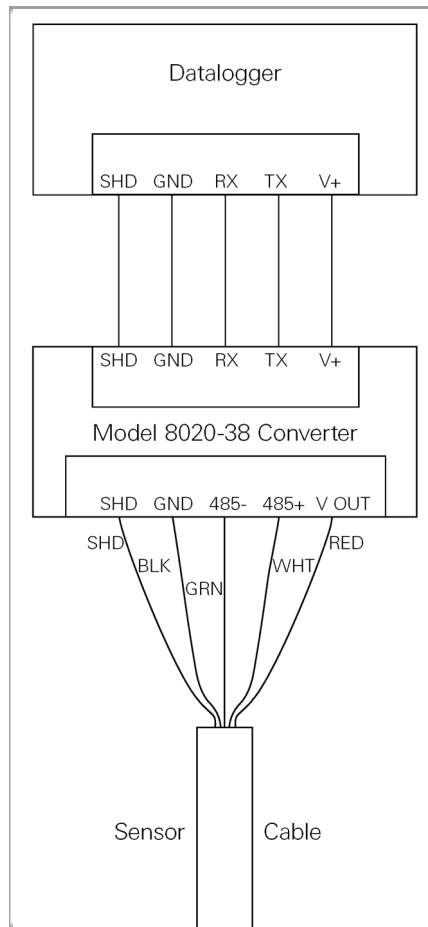 Datalogger
SHD GND RX TX V+
SHD GND RX TX V+
Model 8020-38 Converter
SHD GND 485- 485+ V OUT
SHD BLK GRN WHT RED
Sensor Cable